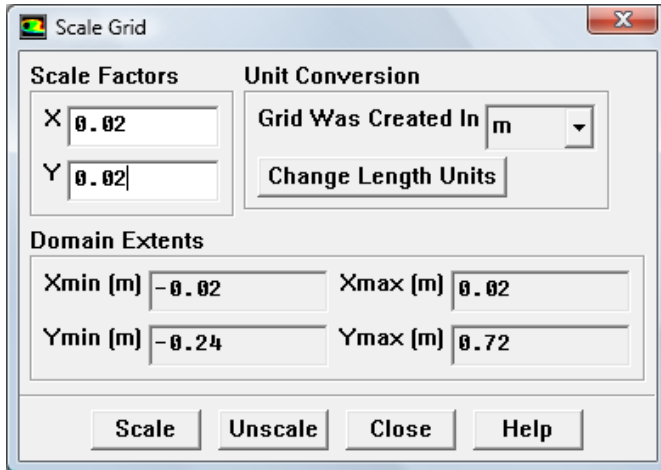 Scale Grid
Scale Factors
X 0.02
Y 0.02
Unit Conversion
Grid Was Created In m
Change Length Units
Domain Extents
Xmin (m) -0.02 Xmax (m) 0.02
Ymin (m) -0.24 Ymax (m) 0.72
Scale Unscale Close Help